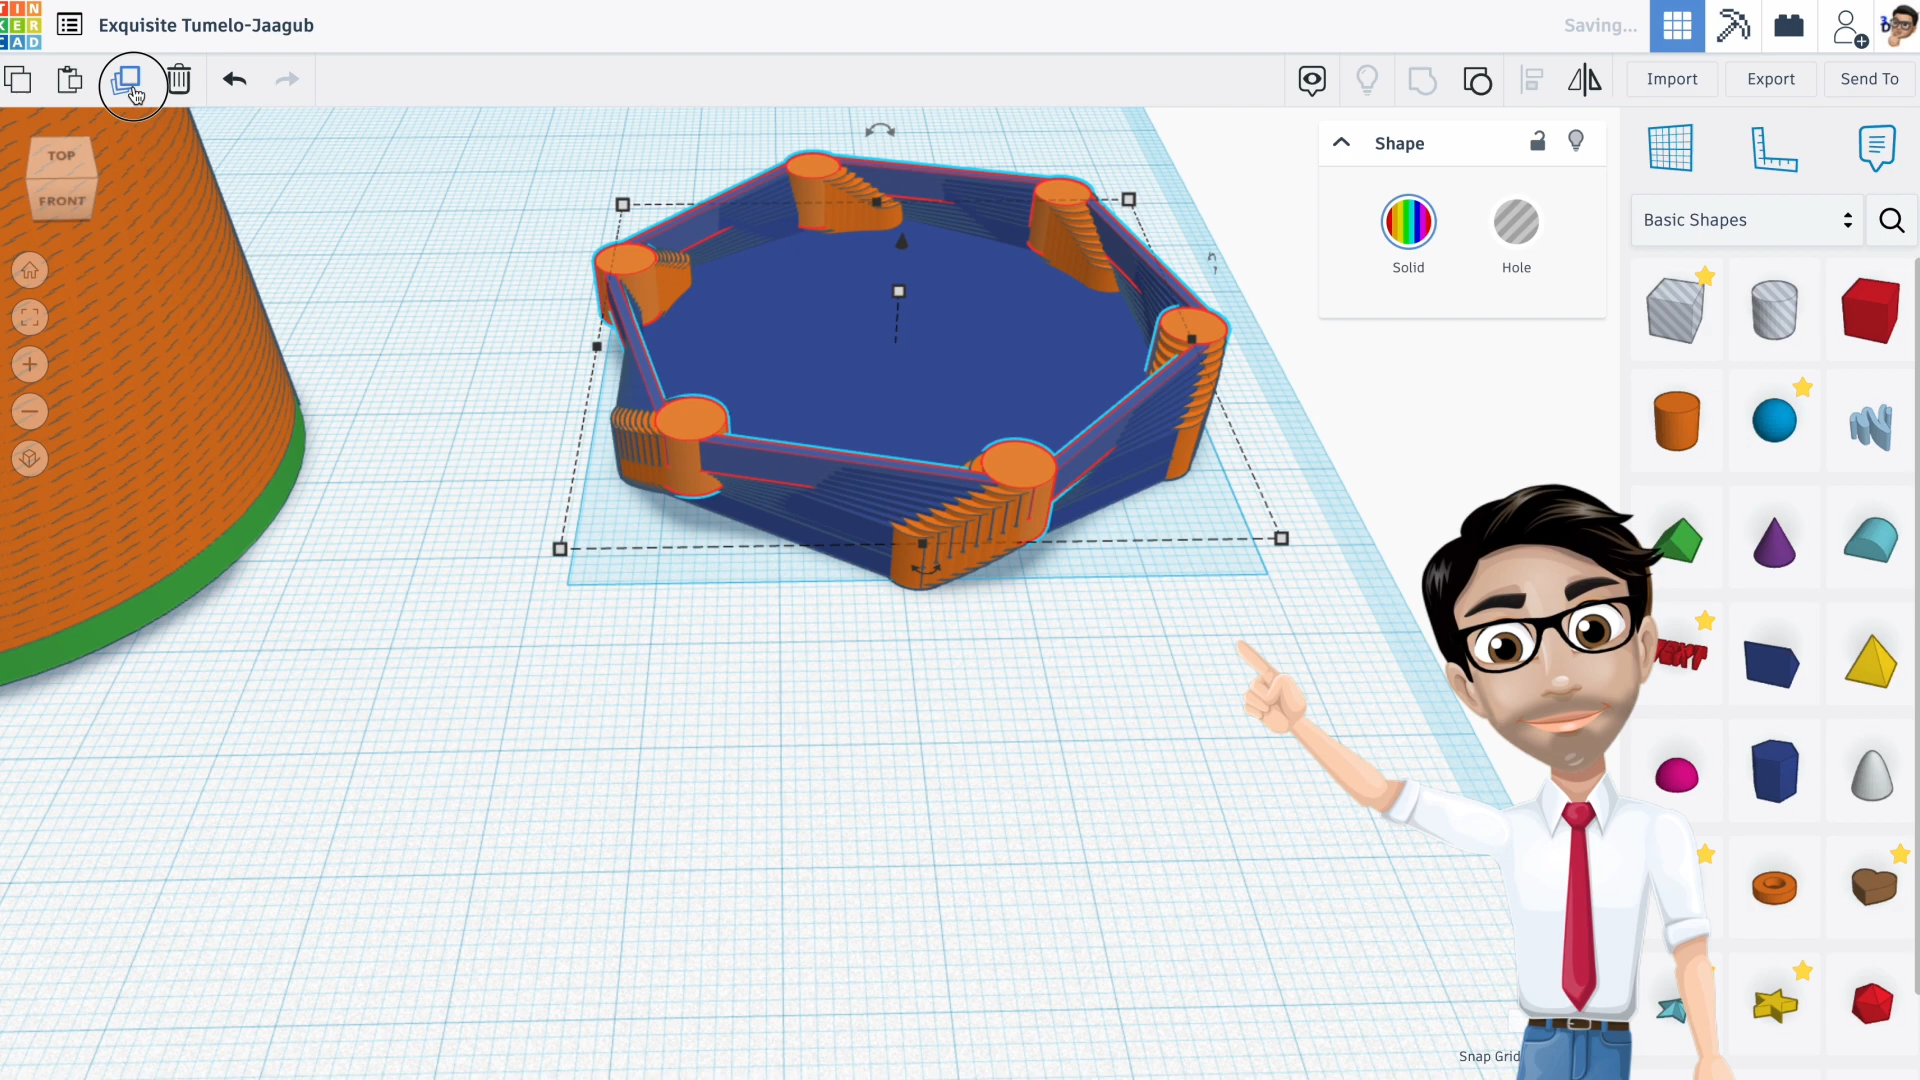 TIN
KER
CAD
Exquisite Tumelo-Jaagub
Saving...
Import
Export
Send To
TOP
FRONT
Shape
Solid
Hole
Basic Shapes
TEXT
Snap Grid